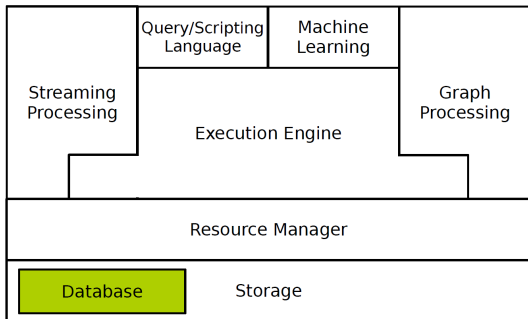 Query/Scripting
Language
Machine
Learning
Streaming
Processing
Graph
Processing
Execution Engine
Resource Manager
Database
Storage